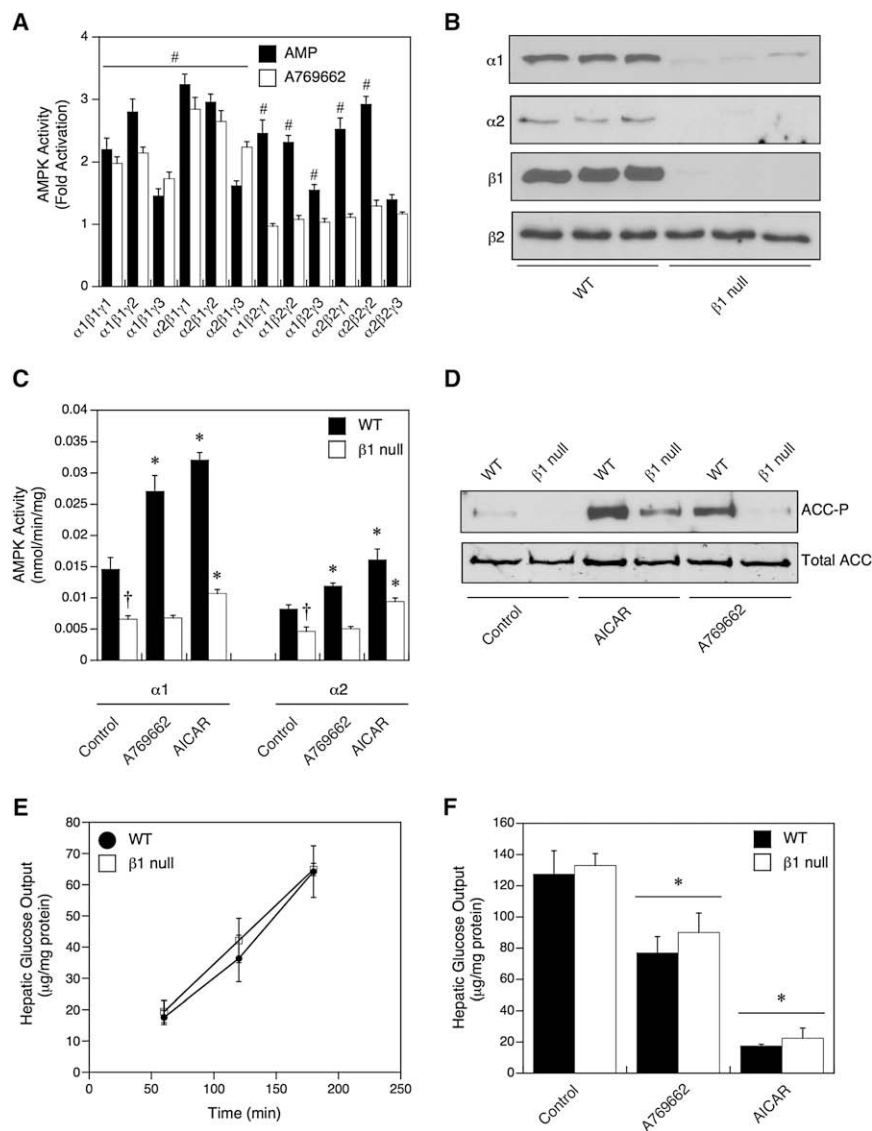 A
AMPK Activity
(Fold Activation)
4
3
2
1
0
#
AMP
A769662
# # # # #
α1β1γ1
α1β1γ2
α1β1γ3
α2β1γ1
α2β1γ2
α2β1γ3
α1β2γ1
α1β2γ2
α1β2γ3
α2β2γ1
α2β2γ2
α2β2γ3
B
α1
α2
β1
β2
WT
β1 null
C
AMPK Activity
(nmol/min/mg)
0.04
0.035
0.03
0.025
0.02
0.015
0.01
0.005
0
WT
β1 null
† * * * † * * *
α1
α2
Control
A769662
AICAR
Control
A769662
AICAR
D
WT
β1 null
WT
β1 null
WT
β1 null
ACC-P
Total ACC
Control
AICAR
A769662
E
Hepatic Glucose Output
(μg/mg protein)
80
70
60
50
40
30
20
10
0
WT
β1 null
0 50 100 150 200 250
Time (min)
F
Hepatic Glucose Output
(μg/mg protein)
160
140
120
100
80
60
40
20
0
WT
β1 null
*
*
Control
A769662
AICAR